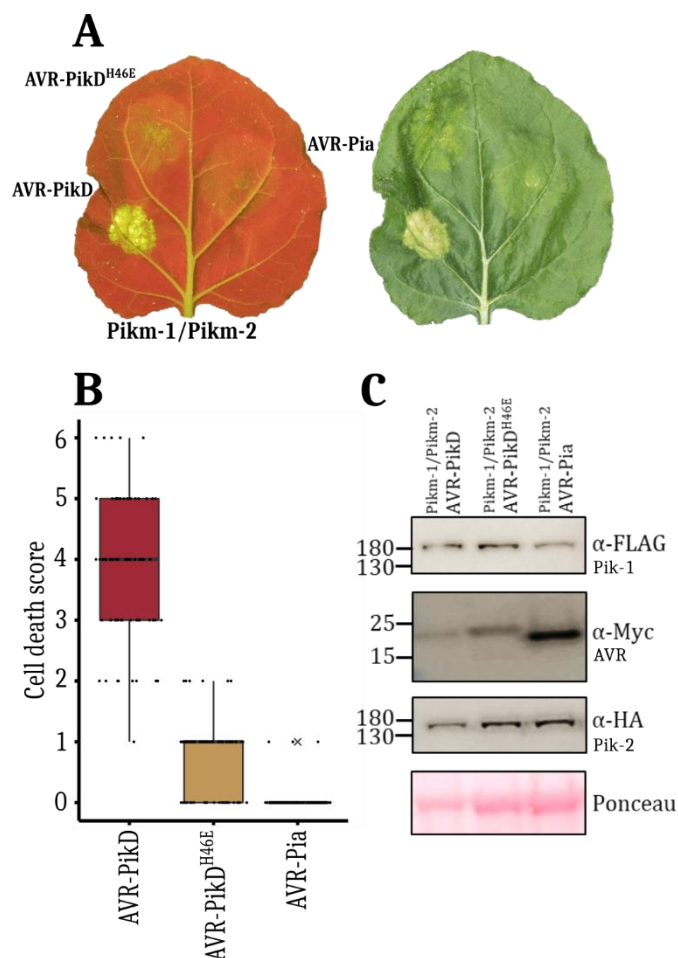 A
AVR-PikD^H46E
AVR-Pia
AVR-PikD
Pikm-1/Pikm-2
B
Cell death score
6
5
4
3
2
1
0
AVR-PikD
AVR-PikD^H46E
AVR-Pia
C
Pikm-1/Pikm-2
AVR-PikD
Pikm-1/Pikm-2
AVR-PikD^H46E
Pikm-1/Pikm-2
AVR-Pia
180
130
α-FLAG
Pik-1
25
15
α-Myc
AVR
180
130
α-HA
Pik-2
Ponceau